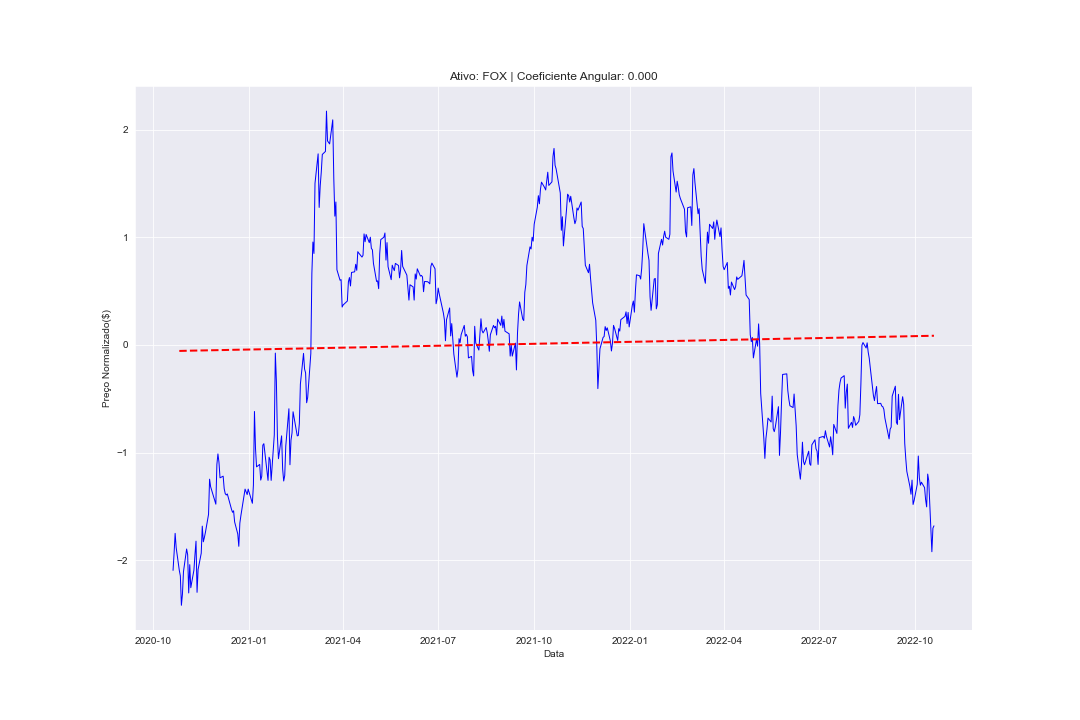 Ativo: FOX | Coeficiente Angular: 0.000
Preço Normalizado($)
2
1
0
−1
−2
2020-10 2021-01 2021-04 2021-07 2021-10 2022-01 2022-04 2022-07 2022-10
Data